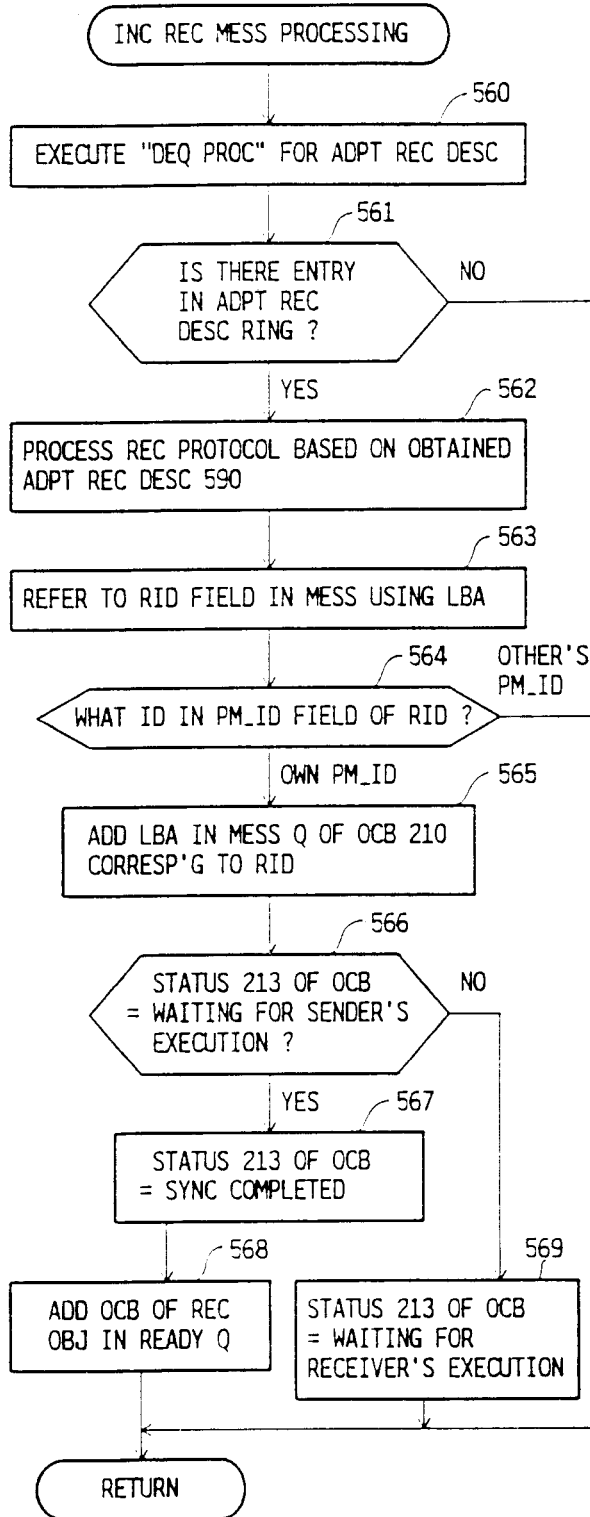 INC REC MESS PROCESSING
560
EXECUTE "DEQ PROC" FOR ADPT REC DESC
561
IS THERE ENTRY
IN ADPT REC
DESC RING ?
NO
YES
562
PROCESS REC PROTOCOL BASED ON OBTAINED
ADPT REC DESC 590
563
REFER TO RID FIELD IN MESS USING LBA
564
OTHER'S
PM_ID
WHAT ID IN PM_ID FIELD OF RID ?
OWN PM_ID
565
ADD LBA IN MESS Q OF OCB 210
CORRESP'G TO RID
566
STATUS 213 OF OCB
= WAITING FOR SENDER'S
EXECUTION ?
NO
YES
567
STATUS 213 OF OCB
= SYNC COMPLETED
568
ADD OCB OF REC
OBJ IN READY Q
569
STATUS 213 OF OCB
= WAITING FOR
RECEIVER'S EXECUTION
RETURN